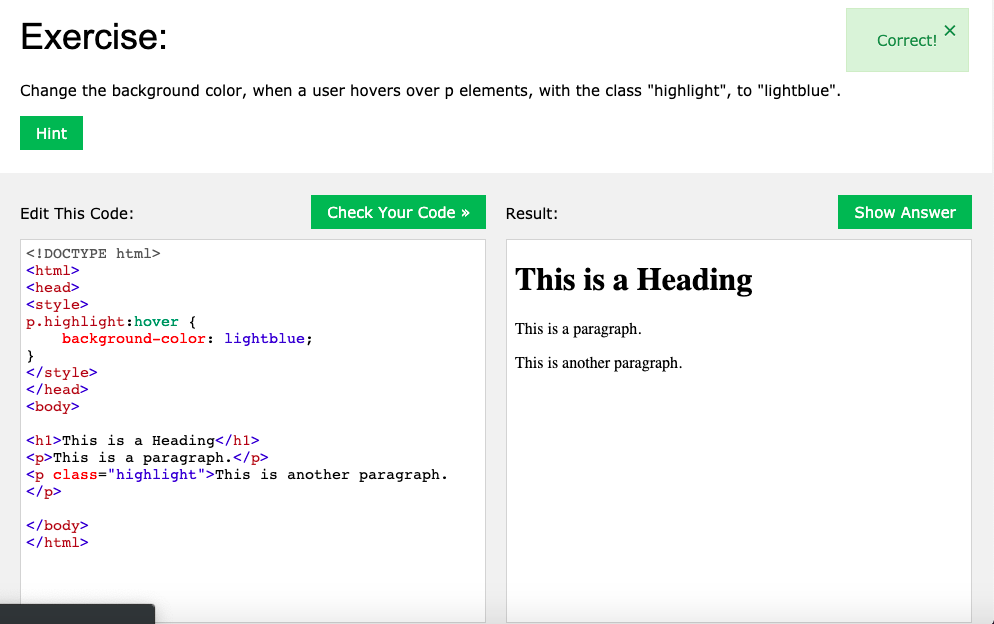 Exercise:
Correct! ×
Change the background color, when a user hovers over p elements, with the class "highlight", to "lightblue".
Hint
Edit This Code:
Check Your Code »
<!DOCTYPE html>
<html>
<head>
<style>
p.highlight:hover {
    background-color: lightblue;
}
</style>
</head>
<body>

<h1>This is a Heading</h1>
<p>This is a paragraph.</p>
<p class="highlight">This is another paragraph.
</p>

</body>
</html>
Result:
Show Answer
This is a Heading
This is a paragraph.
This is another paragraph.